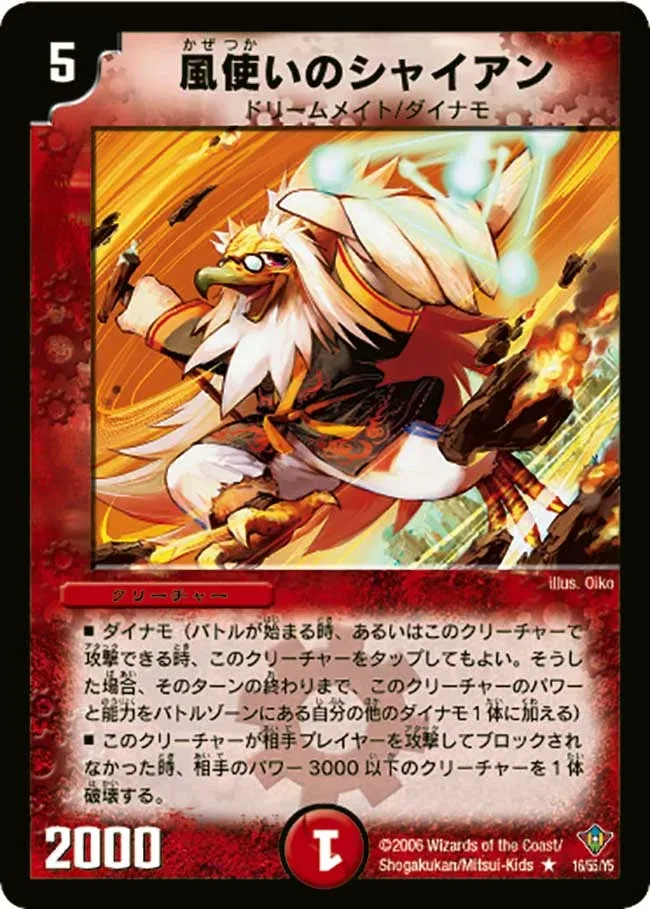 5
風使いのシャイアン
かぜ つか
ドリームメイト/ダイナモ
illus. Oiko
クリーチャー
■ ダイナモ(バトルが始まる時、あるいはこのクリーチャーで
攻撃できる時、このクリーチャーをタップしてもよい。そうし
た場合、そのターンの終わりまで、このクリーチャーのパワー
と能力をバトルゾーンにある自分の他のダイナモ1体に加える)
■ このクリーチャーが相手プレイヤーを攻撃してブロックされ
なかった時、相手のパワー3000以下のクリーチャーを1体
破壊する。
2000
1
©2006 Wizards of the Coast/
Shogakukan/Mitsui-Kids ★ 16/55/Y5